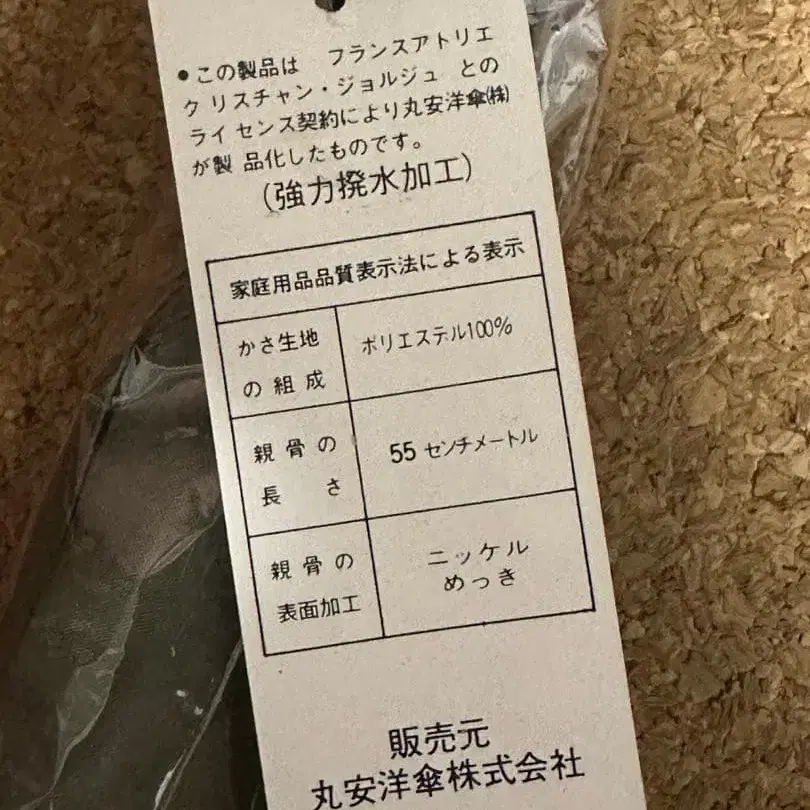 •この製品は フランスアトリエ
クリスチャン・ジョルジュ との
ライセンス契約により丸安洋傘㈱
が製品化したものです。
(強力撥水加工)
家庭用品品質表示法による表示
かさ生地
の組成
ポリエステル100%
親骨の
長さ
55センチメートル
親骨の
表面加工
ニッケル
めっき
販売元
丸安洋傘株式会社